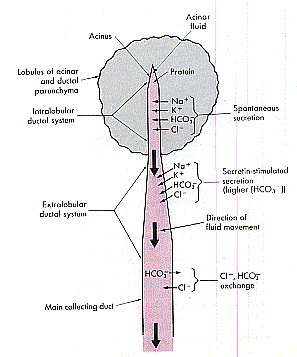 Acinar
fluid
Acinus
Lobulus of acinar
and ductal
parenchyma
Protein
Intralobular
ductal system
Na⁺
K⁺
HCO₃⁻
Cl⁻
Spontaneous
secretion
Na⁺
K⁺
HCO₃⁻
Cl⁻
Secretin-stimulated
secretion
(higher [HCO₃⁻])
Extralobular
ductal system
Direction of
fluid movement
HCO₃⁻
Cl⁻
Cl⁻, HCO₃⁻
exchange
Main collecting duct